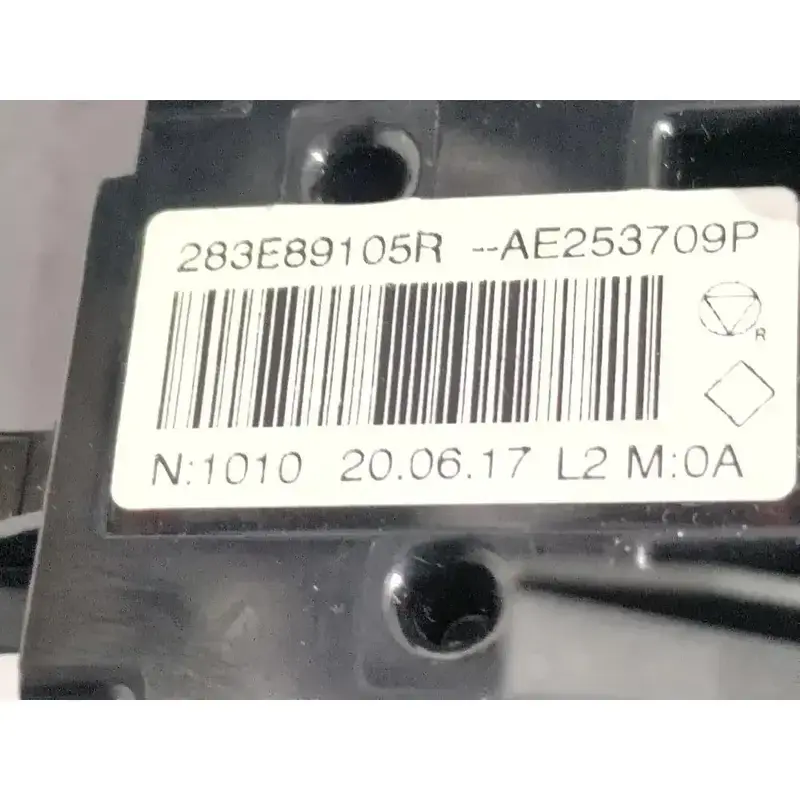 283E89105R --AE253709P
R
N:1010 20.06.17 L2 M:0A